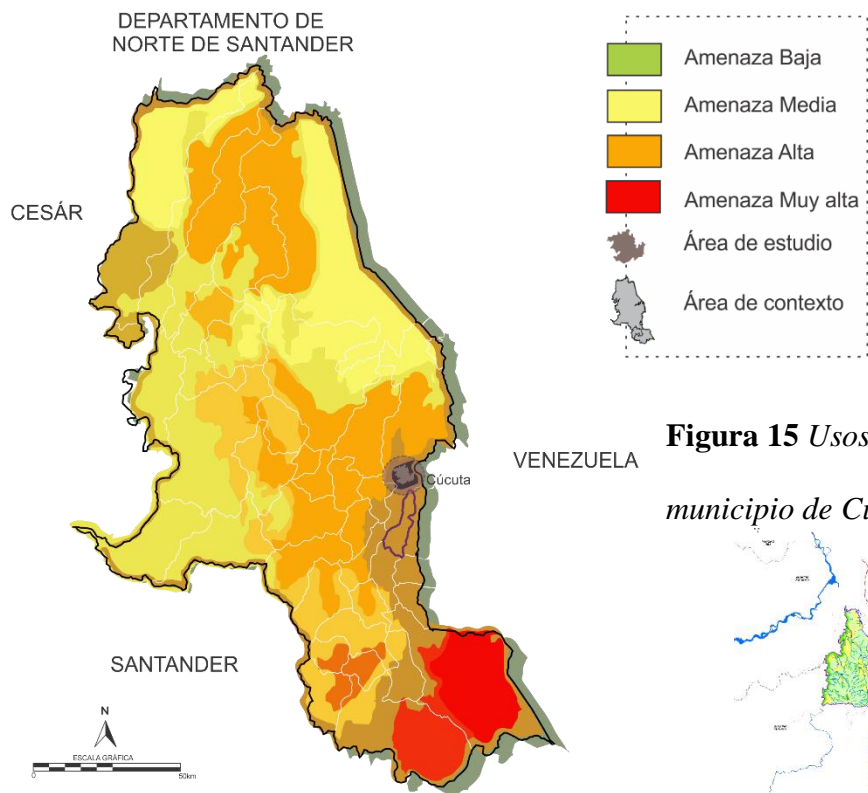 DEPARTAMENTO DE
NORTE DE SANTANDER
CESÁR
VENEZUELA
Cúcuta
SANTANDER
N
ESCALA GRÁFICA
0
50km
Amenaza Baja
Amenaza Media
Amenaza Alta
Amenaza Muy alta
Área de estudio
Área de contexto
Figura 15 Usos
municipio de Cú